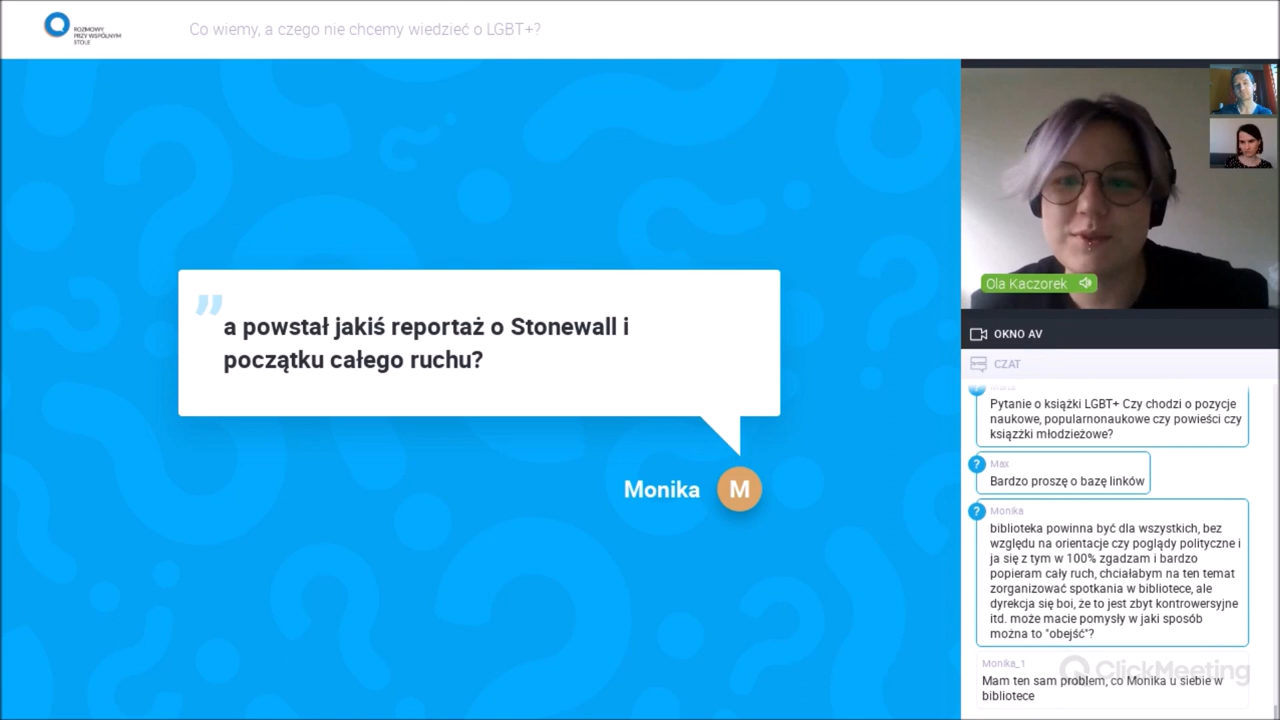 ROZMOWY
PRZY WSPÓLNYM
STOLE
Co wiemy, a czego nie chcemy wiedzieć o LGBT+?
”
a powstał jakiś reportaż o Stonewall i
początku całego ruchu?
Monika M
Ola Kaczorek
OKNO AV
CZAT
?
Pytanie o książki LGBT+ Czy chodzi o pozycje
naukowe, popularnonaukowe czy powieści czy
ksiązżki młodzieżowe?
? Max
Bardzo proszę o bazę linków
Monika
?
biblioteka powinna być dla wszystkich, bez
względu na orientacje czy poglądy polityczne i
ja się z tym w 100% zgadzam i bardzo
popieram cały ruch, chciałabym na ten temat
zorganizować spotkania w bibliotece, ale
dyrekcja się boi, że to jest zbyt kontrowersyjne
itd. może macie pomysły w jaki sposób
można to "obejść"?
Monika_1
ClickMeeting
Mam ten sam problem, co Monika u siebie w
bibliotece